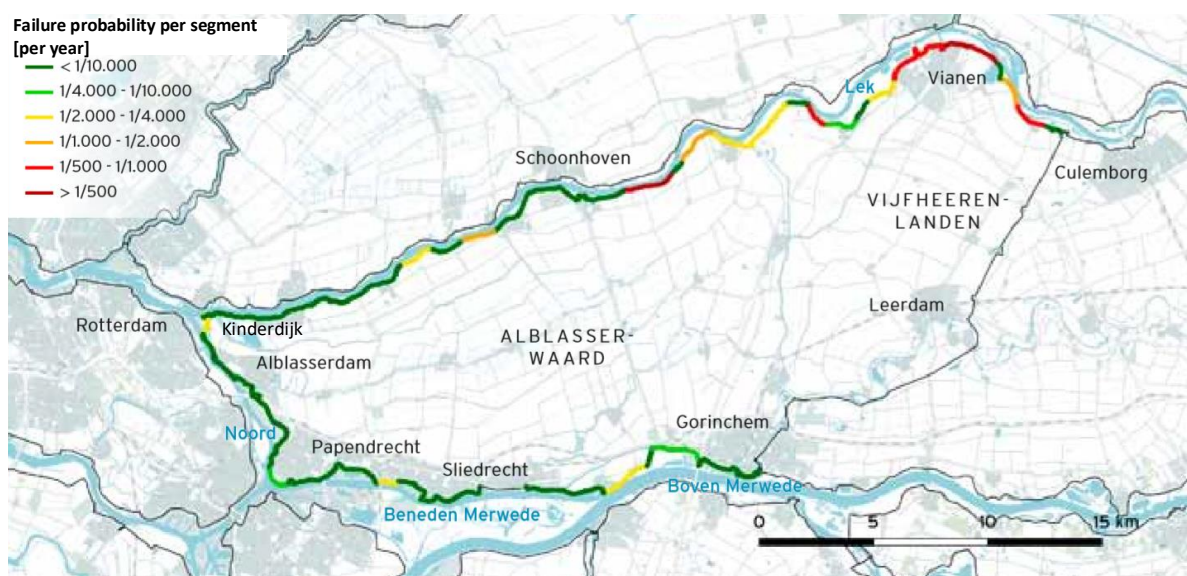 Failure probability per segment
[per year]
< 1/10.000
1/4.000 - 1/10.000
1/2.000 - 1/4.000
1/1.000 - 1/2.000
1/500 - 1/1.000
> 1/500
Lek
Vianen
Schoonhoven
Culemborg
VIJFHEEREN-
LANDEN
Leerdam
Rotterdam
Kinderdijk
ALBLASSER-
WAARD
Alblasserdam
Gorinchem
Noord
Papendrecht
Sliedrecht
Boven Merwede
Beneden Merwede
0 5 10 15 km